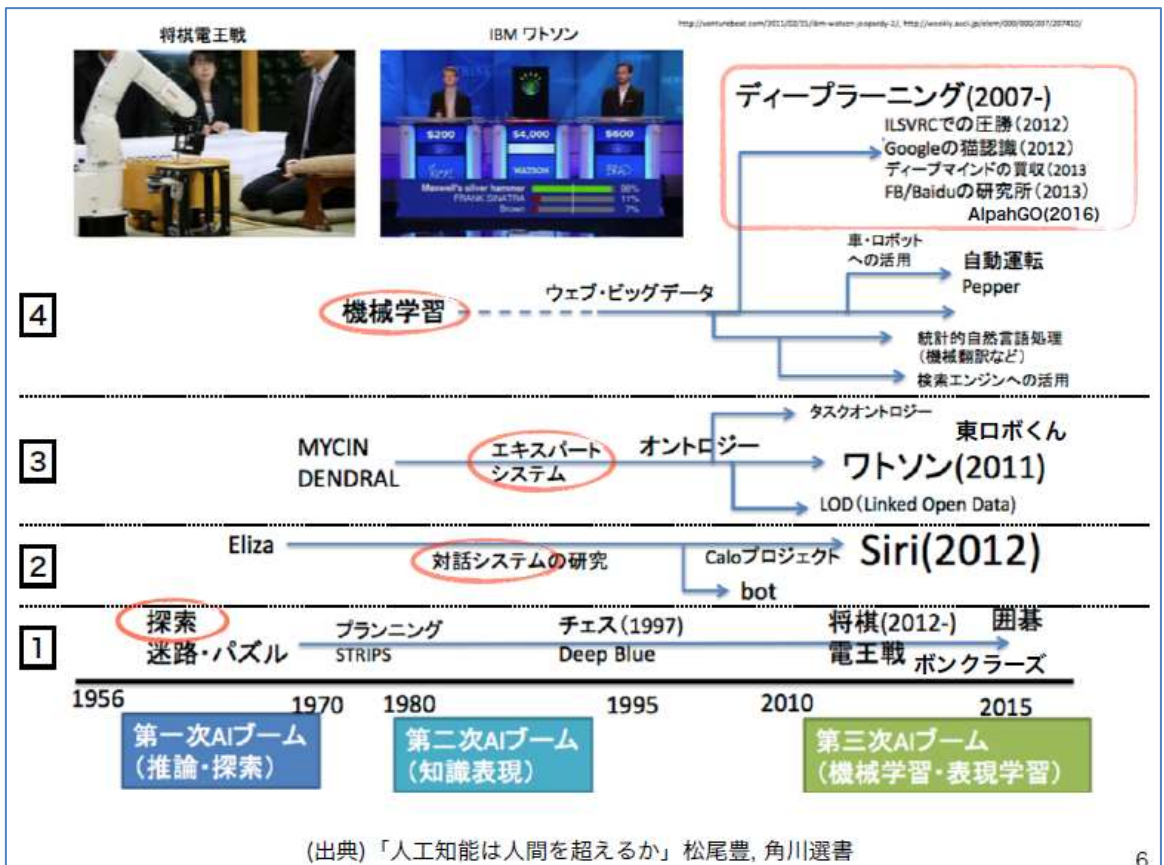 将棋電王戦
IBM ワトソン
$200
$4,000
$600
WATSON
Maxwell's silver hammer
FRANK SINATRA 11%
Brown 7%
ディープラーニング(2007-)
ILSVRCでの圧勝(2012)
Googleの猫認識(2012)
ディープマインドの買収(2013
FB/Baiduの研究所(2013)
AlpahGO(2016)
4
機械学習
ウェブ・ビッグデータ
車・ロボット
への活用
自動運転
Pepper
統計的自然言語処理
(機械翻訳など)
検索エンジンへの活用
3
MYCIN
DENDRAL
エキスパート
システム
オントロジー
タスクオントロジー
東ロボくん
ワトソン(2011)
LOD(Linked Open Data)
2
Eliza
対話システムの研究
Caloプロジェクト
Siri(2012)
bot
1
探索
迷路・パズル
プランニング
STRIPS
チェス(1997)
Deep Blue
将棋(2012-)
電王戦
囲碁
ボンクラーズ
1956
1970
1980
1995
2010
2015
第一次AIブーム
(推論・探索)
第二次AIブーム
(知識表現)
第三次AIブーム
(機械学習・表現学習)
(出典)「人工知能は人間を超えるか」松尾豊, 角川選書
6